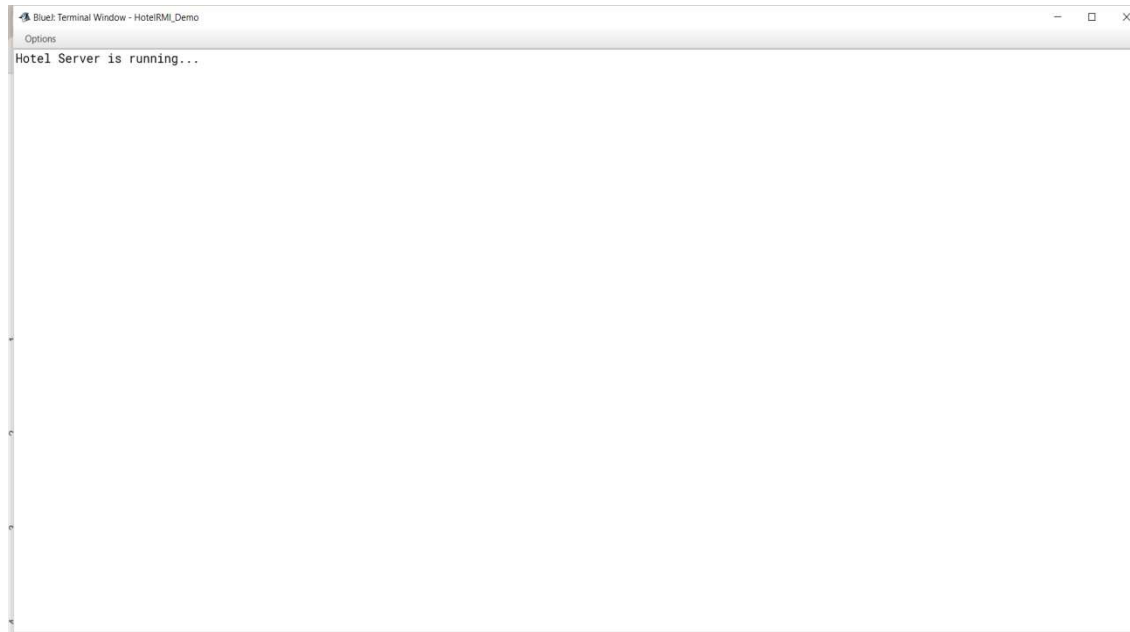 BlueJ: Terminal Window - HotelRMI_Demo
Options
Hotel Server is running...